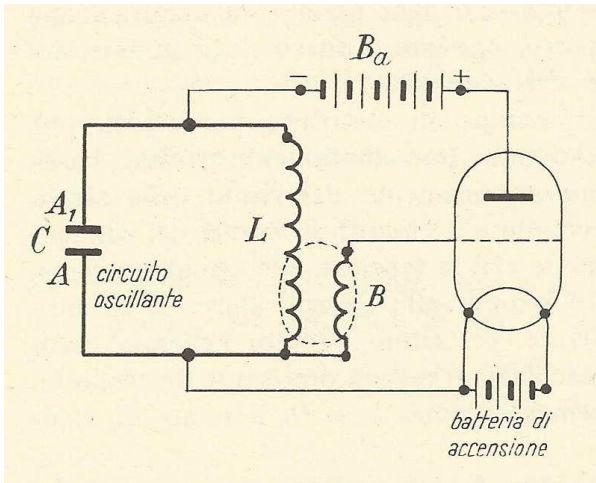 Ba
− +
A1
C
A
L
B
circuito
oscillante
batteria di
accensione